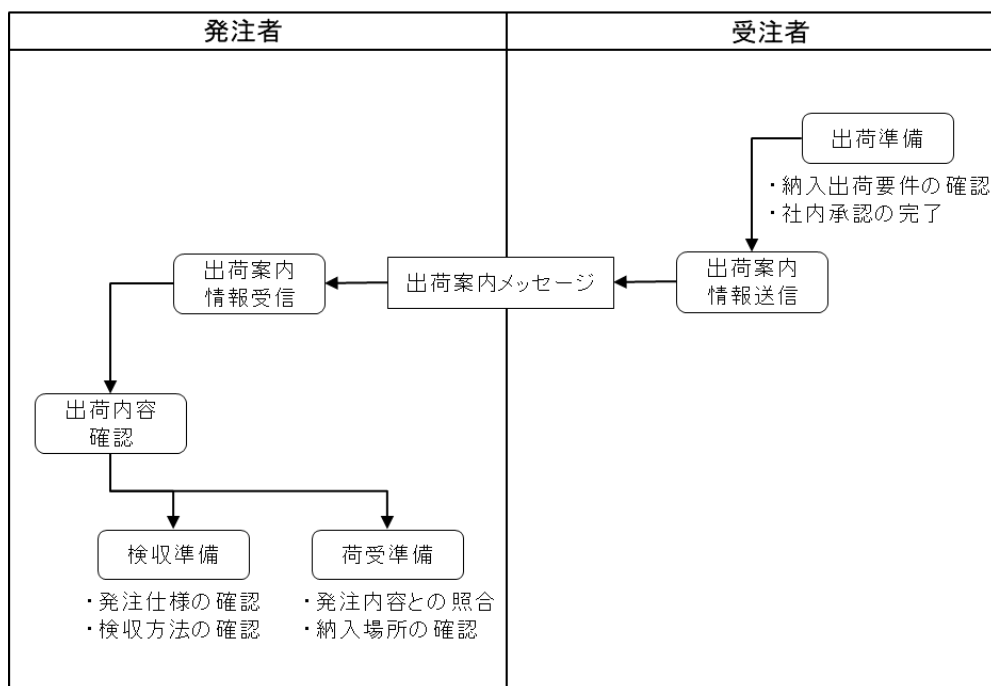 発注者
受注者
出荷準備
・納入出荷要件の確認
・社内承認の完了
出荷案内
情報送信
出荷案内メッセージ
出荷案内
情報受信
出荷内容
確認
検収準備
・発注仕様の確認
・検収方法の確認
荷受準備
・発注内容との照合
・納入場所の確認